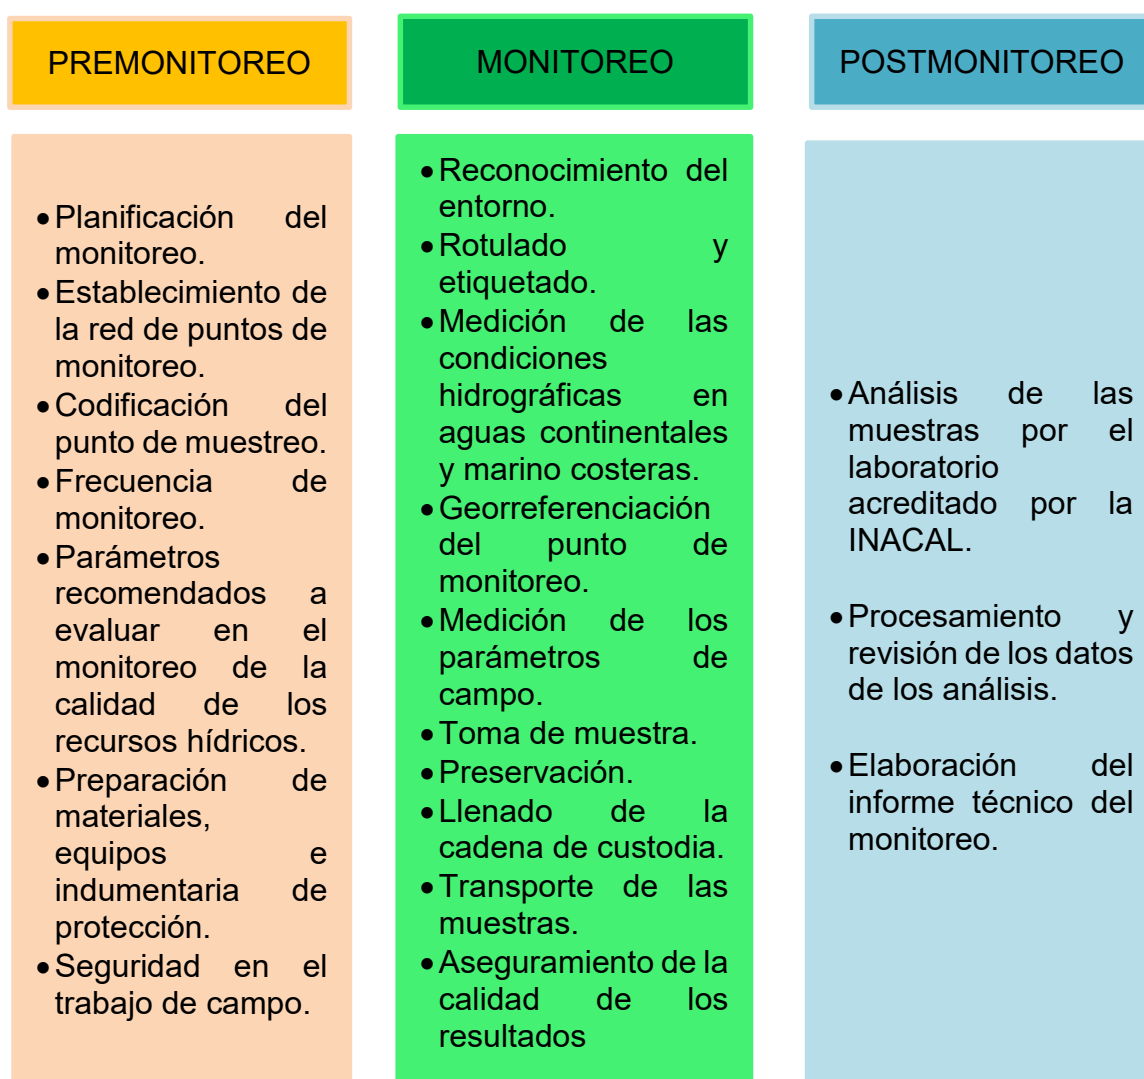 PREMONITOREO
• Planificación del
monitoreo.
• Establecimiento de
la red de puntos de
monitoreo.
• Codificación del
punto de muestreo.
• Frecuencia de
monitoreo.
• Parámetros
recomendados a
evaluar en el
monitoreo de la
calidad de los
recursos hídricos.
• Preparación de
materiales,
equipos e
indumentaria de
protección.
• Seguridad en el
trabajo de campo.
MONITOREO
• Reconocimiento del
entorno.
• Rotulado y
etiquetado.
• Medición de las
condiciones
hidrográficas en
aguas continentales
y marino costeras.
• Georreferenciación
del punto de
monitoreo.
• Medición de los
parámetros de
campo.
• Toma de muestra.
• Preservación.
• Llenado de la
cadena de custodia.
• Transporte de las
muestras.
• Aseguramiento de la
calidad de los
resultados
POSTMONITOREO
• Análisis de las
muestras por el
laboratorio
acreditado por la
INACAL.
• Procesamiento y
revisión de los datos
de los análisis.
• Elaboración del
informe técnico del
monitoreo.